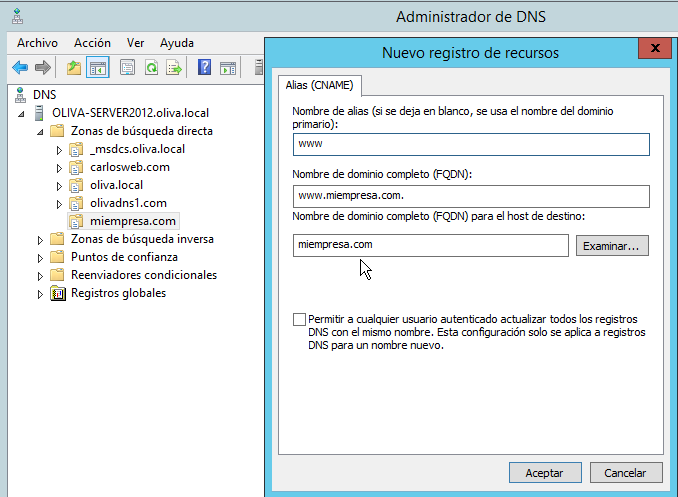 Administrador de DNS
Archivo Acción Ver Ayuda
DNS
OLIVA-SERVER2012.oliva.local
Zonas de búsqueda directa
_msdcs.oliva.local
carlosweb.com
oliva.local
olivadns1.com
miempresa.com
Zonas de búsqueda inversa
Puntos de confianza
Reenviadores condicionales
Registros globales
Nuevo registro de recursos
x
Alias (CNAME)
Nombre de alias (si se deja en blanco, se usa el nombre del dominio
primario):
www
Nombre de dominio completo (FQDN):
www.miempresa.com.
Nombre de dominio completo (FQDN) para el host de destino:
miempresa.com
Examinar...
Permitir a cualquier usuario autenticado actualizar todos los registros
DNS con el mismo nombre. Esta configuración solo se aplica a registros
DNS para un nombre nuevo.
Aceptar
Cancelar